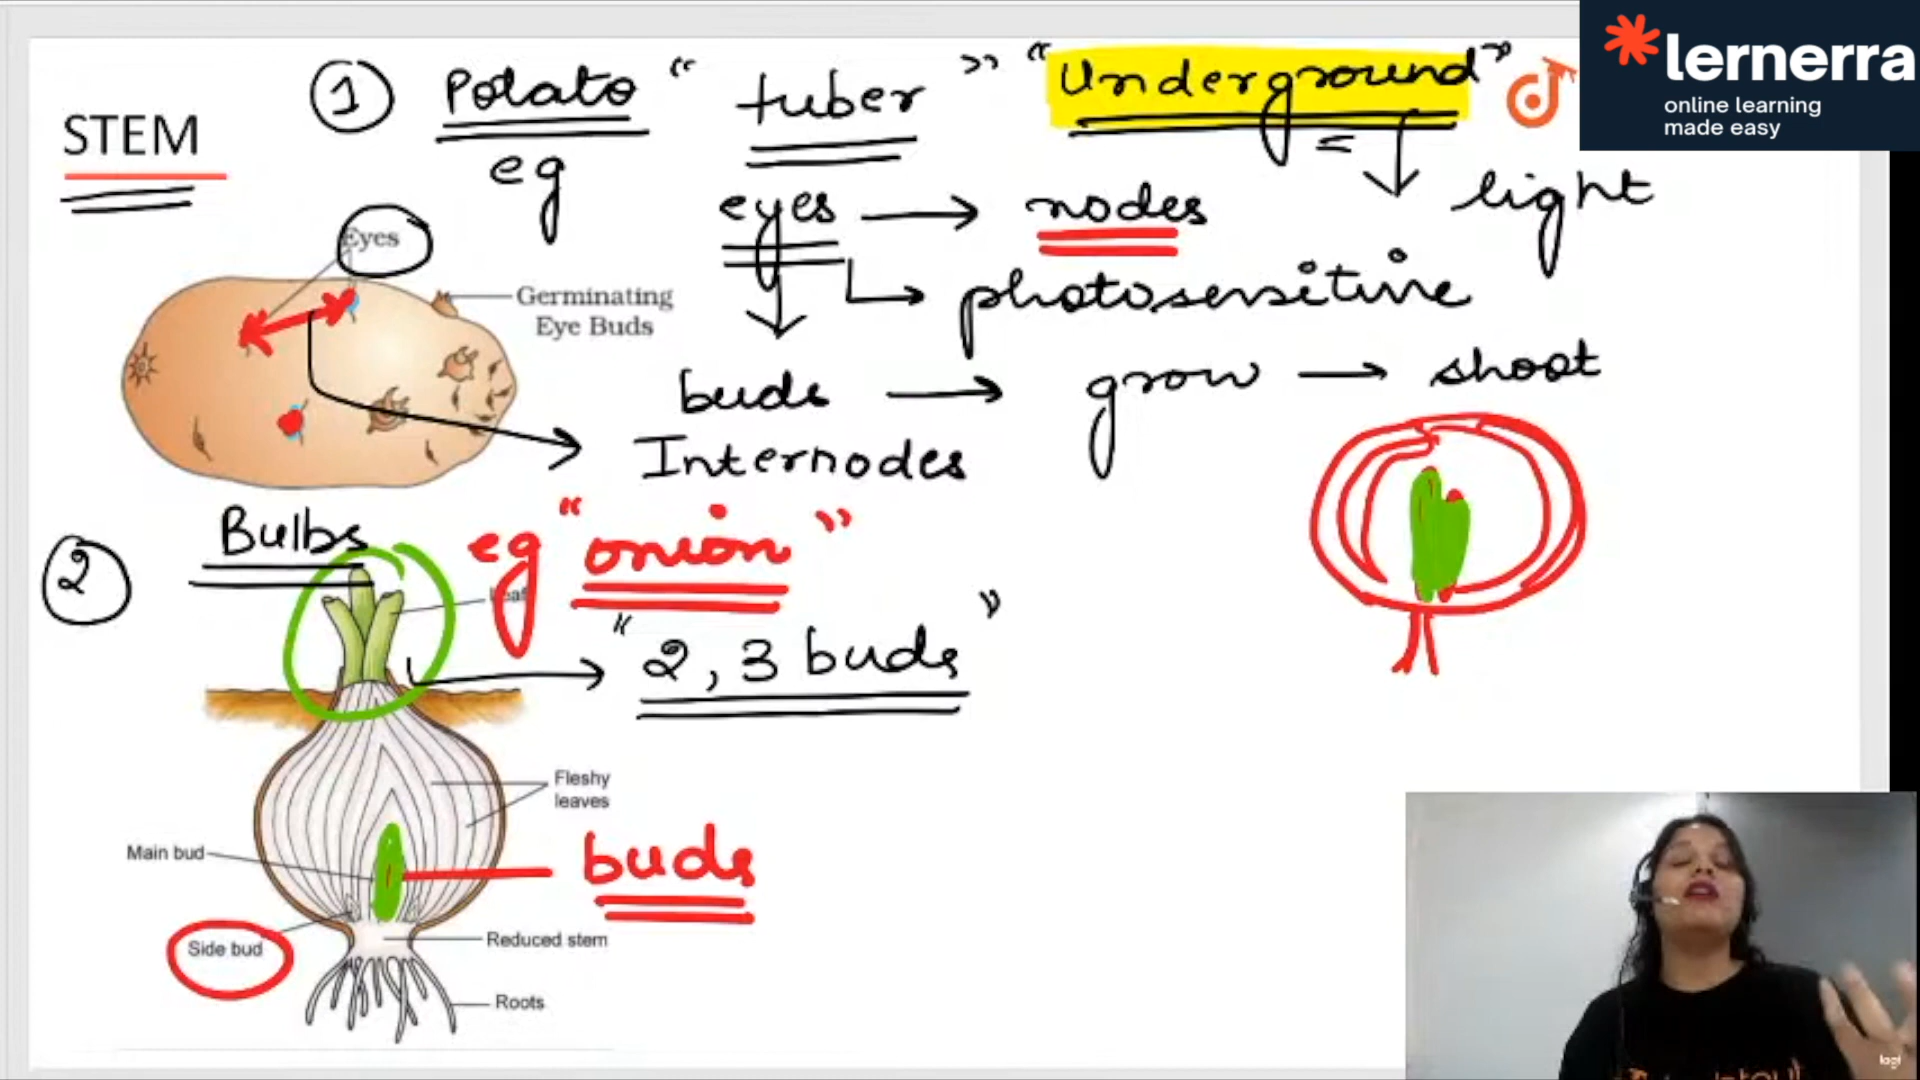 lernerra
online learning
made easy
STEM
① Potato “ tuber ” “ Underground ”
eg
light
eyes → nodes
Eyes
Germinating
Eye Buds
photosensitive
buds → grow → shoot
Internodes
② Bulbs eg “ onion ”
Leaf
“ 2, 3 buds ”
Fleshy
leaves
Main bud
buds
Side bud
Reduced stem
Roots
logi